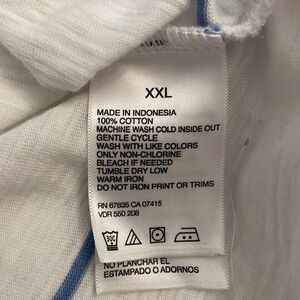 XXL
MADE IN INDONESIA
100% COTTON
MACHINE WASH COLD INSIDE OUT
GENTLE CYCLE
WASH WITH LIKE COLORS
ONLY NON-CHLORINE
BLEACH IF NEEDED
TUMBLE DRY LOW
WARM IRON
DO NOT IRON PRINT OR TRIMS
RN 67835 CA 07415
VDR 550 208
NO PLANCHAR EL
ESTAMPADO O ADORNOS